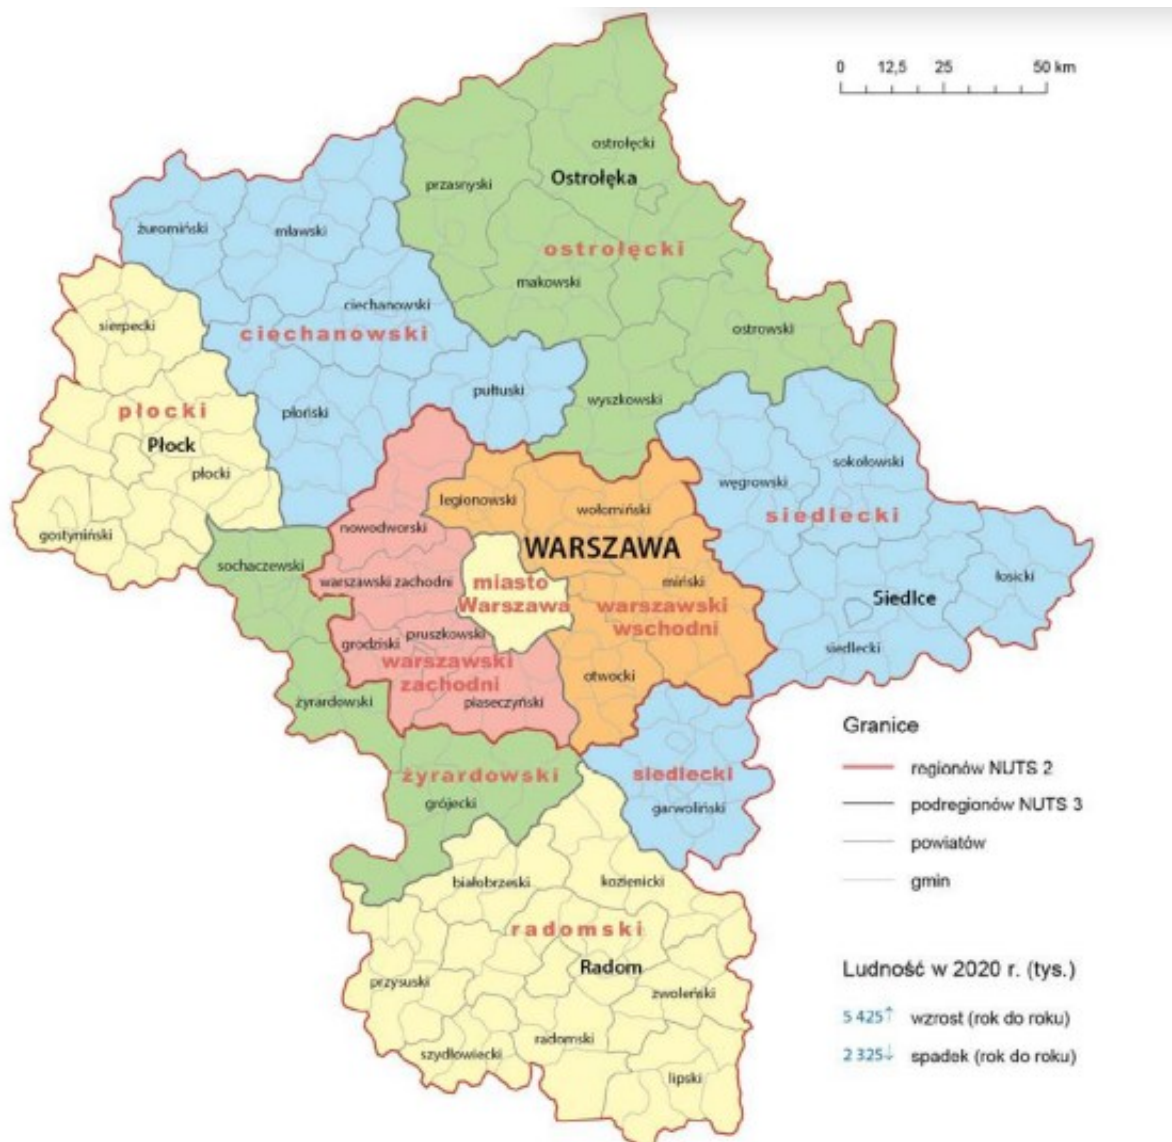 0 12,5 25 50 km
ostrołęcki
przasnyski
Ostrołęka
żuromiński
mławski
ostrołęcki
makowski
ciechanowski
sierpecki
ciechanowski
ostrowski
pułtuski
wyszkowski
płocki
płoński
Płock
płocki
sokołowski
węgrowski
legionowski
wołomiński
siedlecki
nowodworski
gostyniński
WARSZAWA
sochaczewski
warszawski zachodni
miasto
Warszawa
miński
łosicki
Siedlce
warszawski
wschodni
pruszkowski
grodziski
siedlecki
warszawski
zachodni
otwocki
żyrardowski
piaseczyński
Granice
regionów NUTS 2
podregionów NUTS 3
powiatów
gmin
żyrardowski
siedlecki
grójecki
garwoliński
białobrzeski
kozienicki
radomski
Radom
przysuski
zwoleński
radomski
szydłowiecki
lipski
Ludność w 2020 r. (tys.)
5 425↑ wzrost (rok do roku)
2 325↓ spadek (rok do roku)